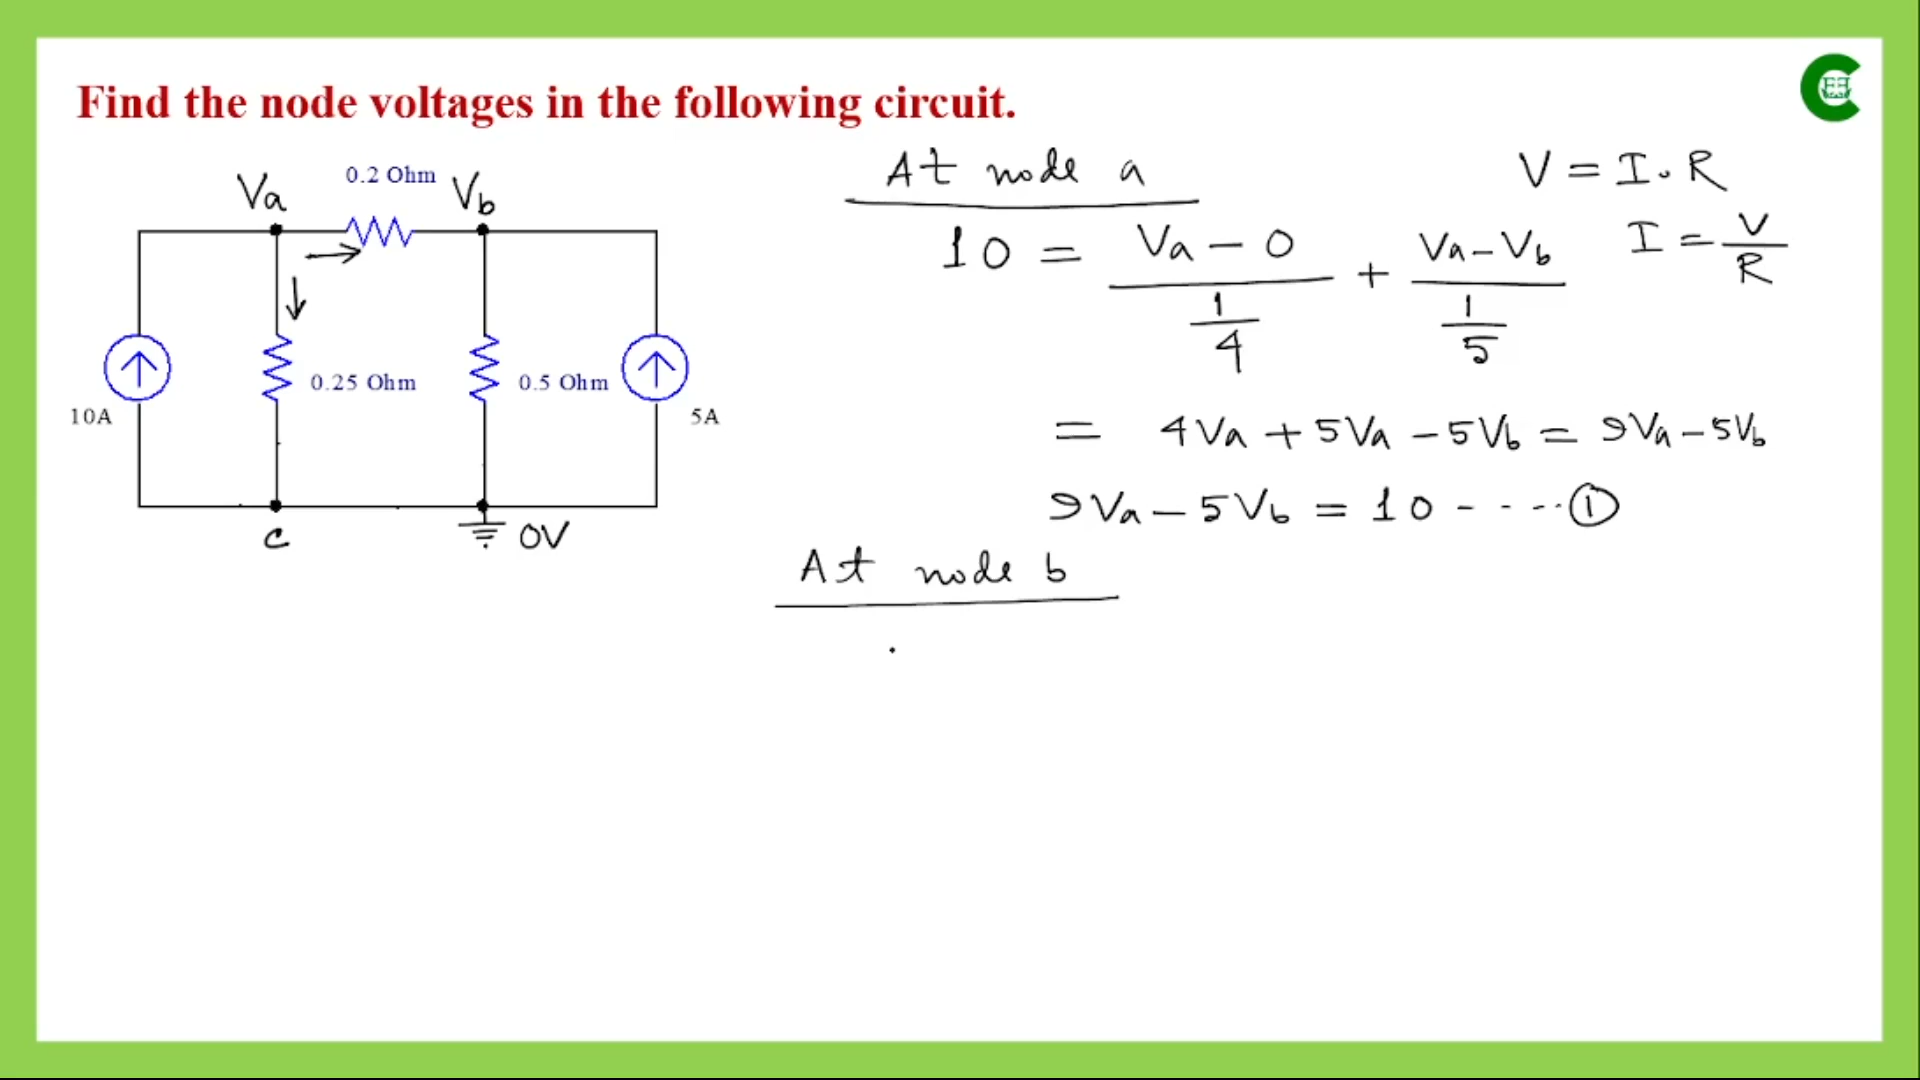 Find the node voltages in the following circuit.
Va
0.2 Ohm
Vb
10A
0.25 Ohm
0.5 Ohm
5A
c
0V
At node a
V = I . R
I = V/R
10 = (Va - 0)/(1/4) + (Va - Vb)/(1/5)
= 4Va + 5Va - 5Vb = 9Va - 5Vb
9Va - 5Vb = 10 - - - -- ①
At node b